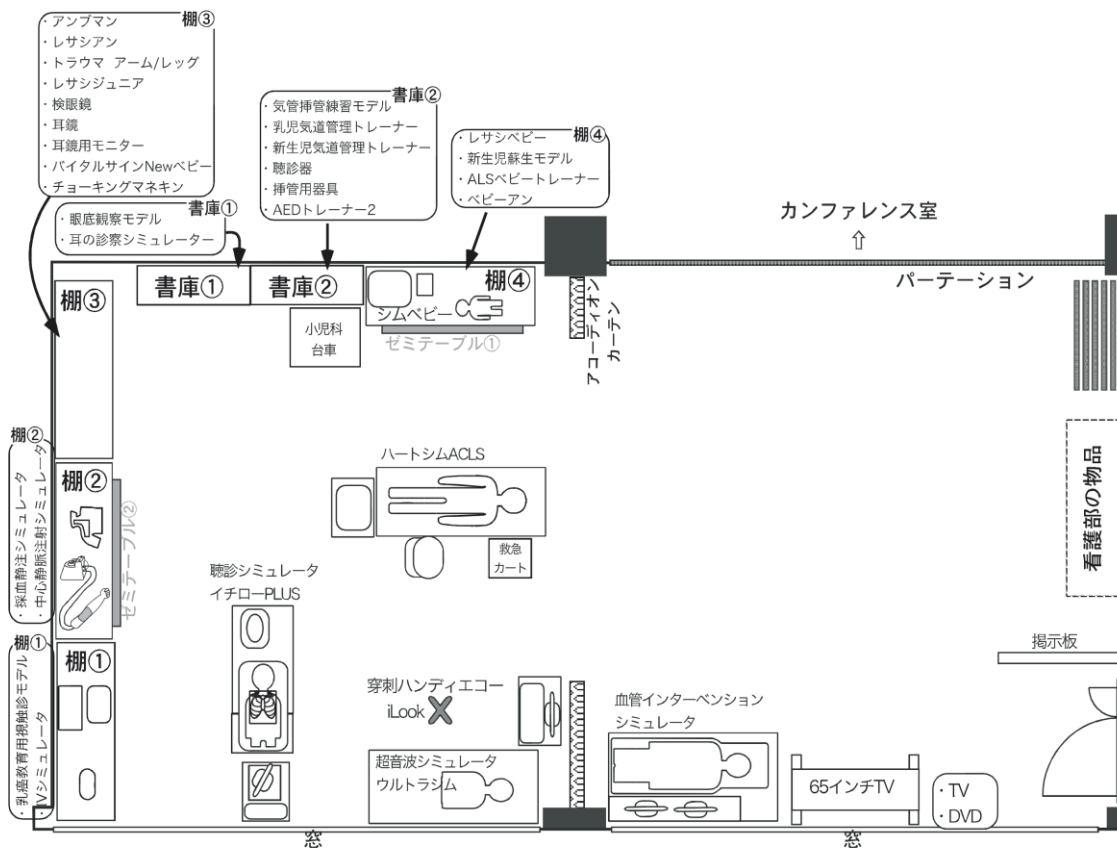 棚③
・アンブマン
・レサシアン
・トラウマ アーム/レッグ
・レサシジュニア
・検眼鏡
・耳鏡
・耳鏡用モニター
・バイタルサインNewベビー
・チョーキングマネキン
書庫①
・眼底観察モデル
・耳の診察シミュレーター
書庫②
・気管挿管練習モデル
・乳児気道管理トレーナー
・新生児気道管理トレーナー
・聴診器
・挿管用器具
・AEDトレーナー2
棚④
・レサシベビー
・新生児蘇生モデル
・ALSベビートレーナー
・ベビーアン
カンファレンス室
⇧
パーテーション
棚③
書庫①
書庫②
棚④
シムベビー
ゼミテーブル①
小児科
台車
アコーディオン
カーテン
看護部の物品
棚②
・採血静注シミュレータ
・中心静脈注射シミュレータ
棚②
ゼミテーブル②
ハートシムACLS
救急
カート
聴診シミュレータ
イチローPLUS
棚①
・乳癌教育用視触診モデル
・TVシミュレータ
棚①
穿刺ハンディエコー
iLook
超音波シミュレータ
ウルトラシム
血管インターベンション
シミュレータ
65インチTV
・TV
・DVD
掲示板
窓
窓